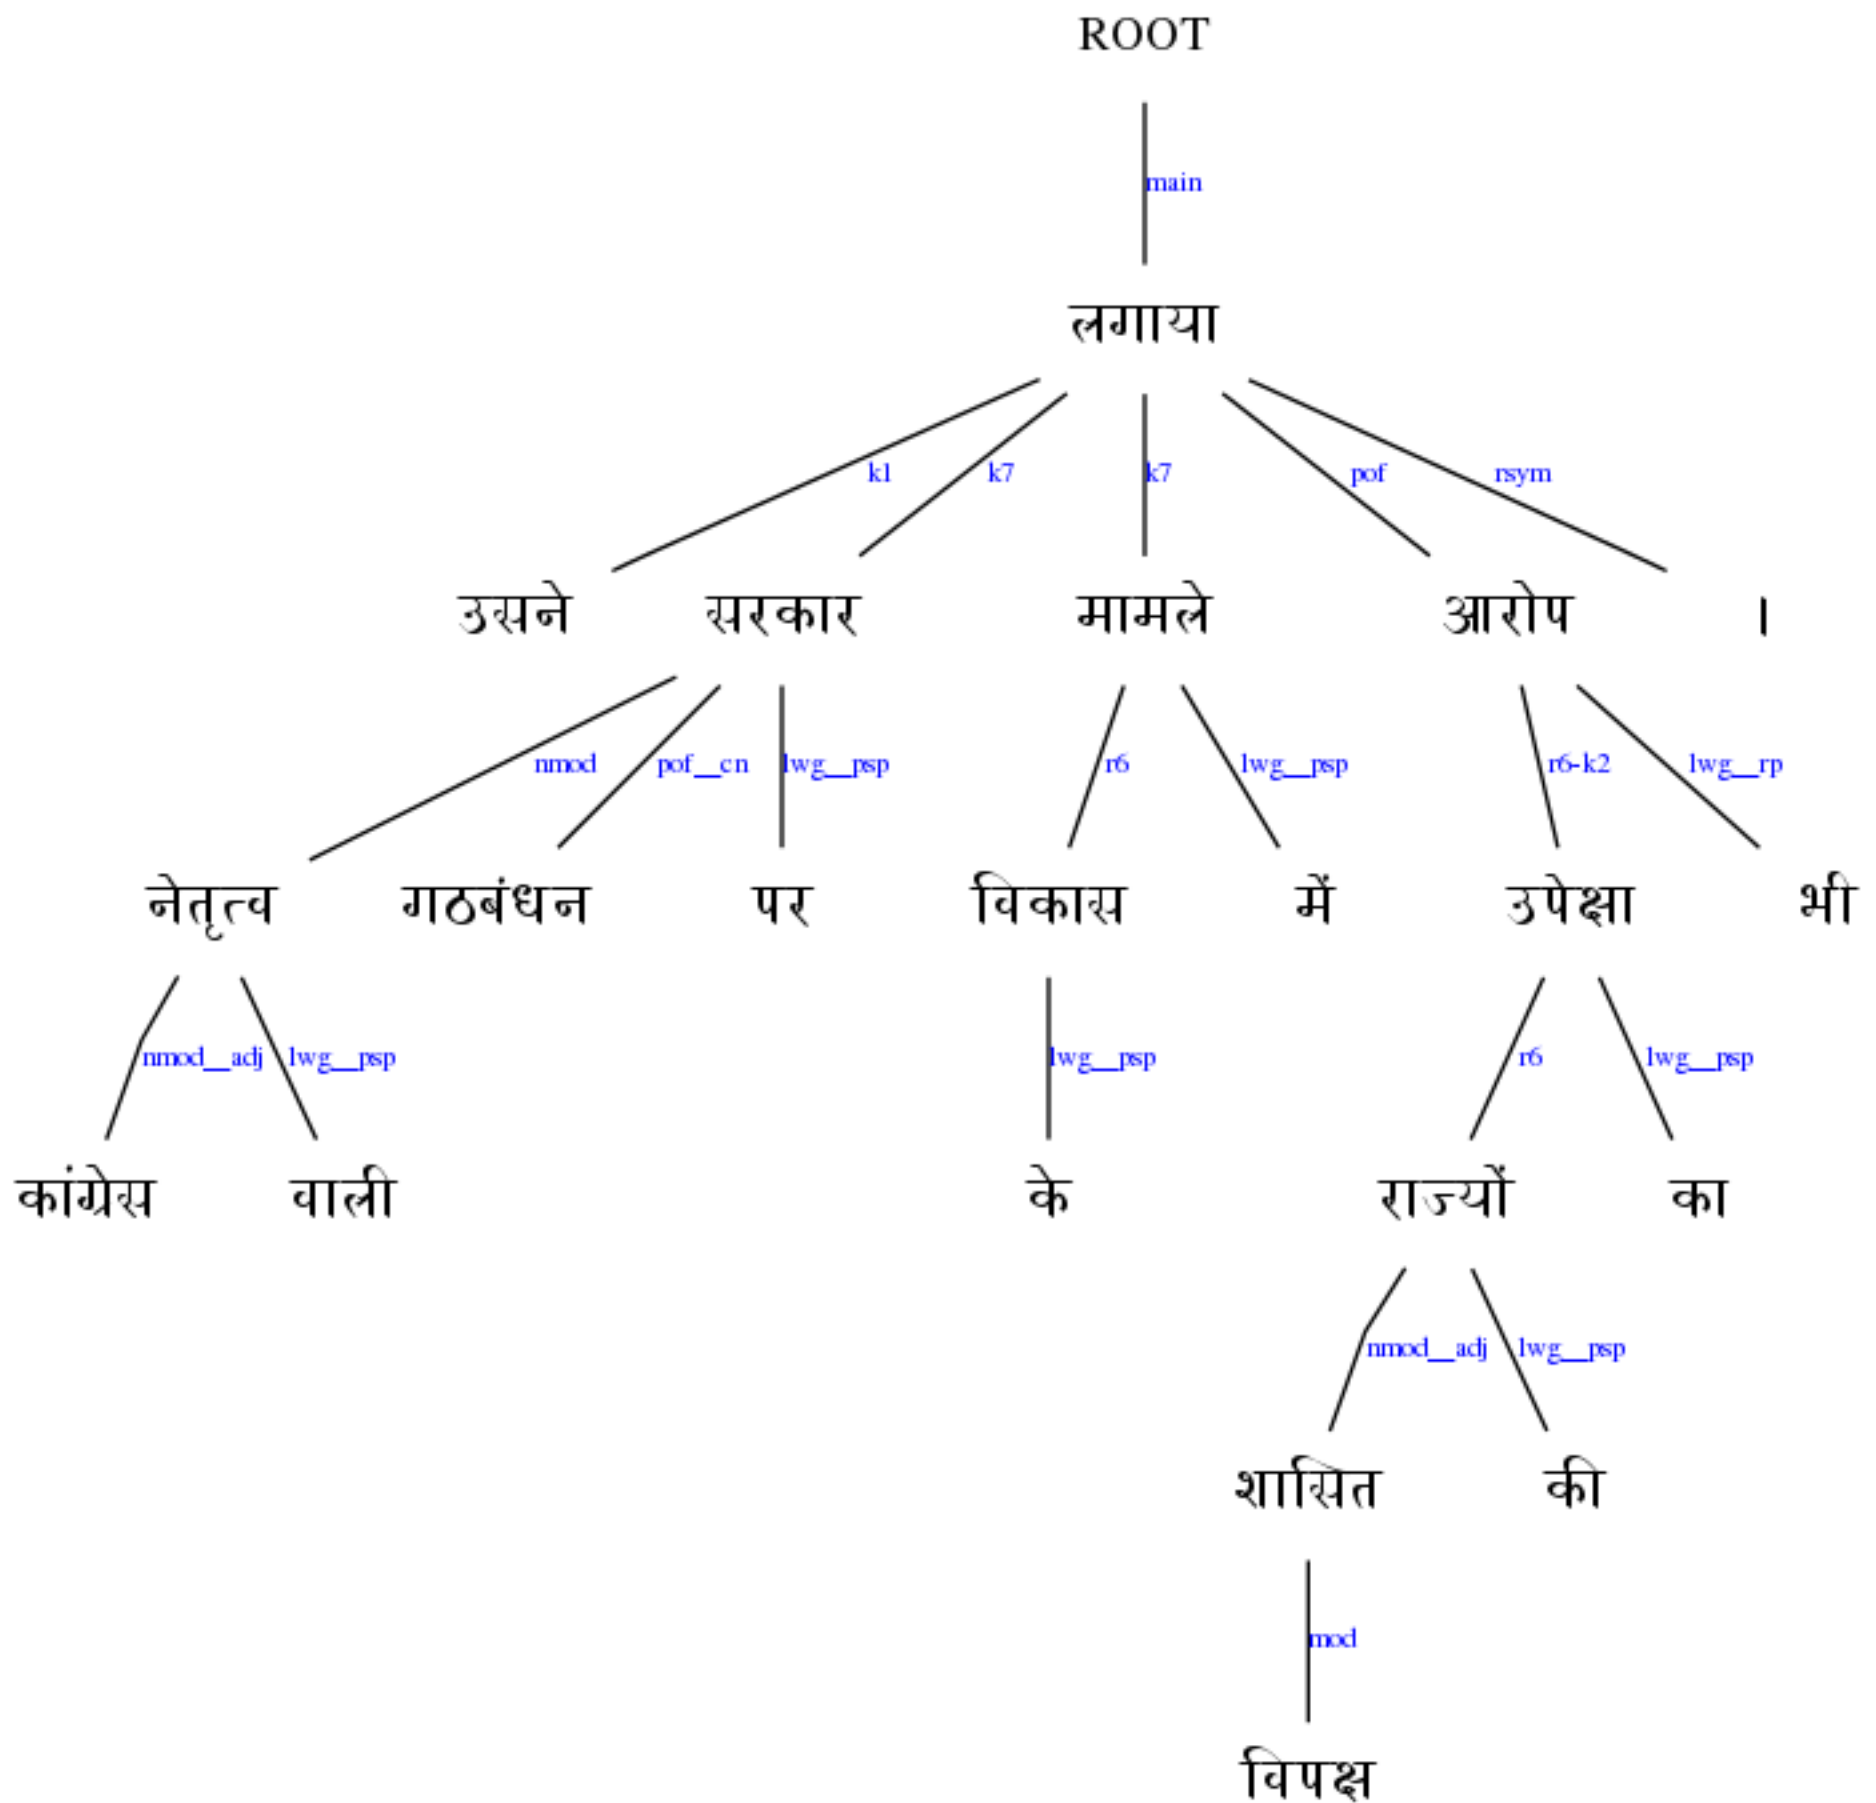 ROOT
main
लगाया
k1 k7 k7 pof rsym
उसने सरकार मामले आरोप ।
nmod pof__cn lwg__psp r6 lwg__psp r6-k2 lwg__rp
नेतृत्व गठबंधन पर विकास में उपेक्षा भी
nmod__adj lwg__psp lwg__psp r6 lwg__psp
कांग्रेस वाली के राज्यों का
nmod__adj lwg__psp
शासित की
mod
विपक्ष